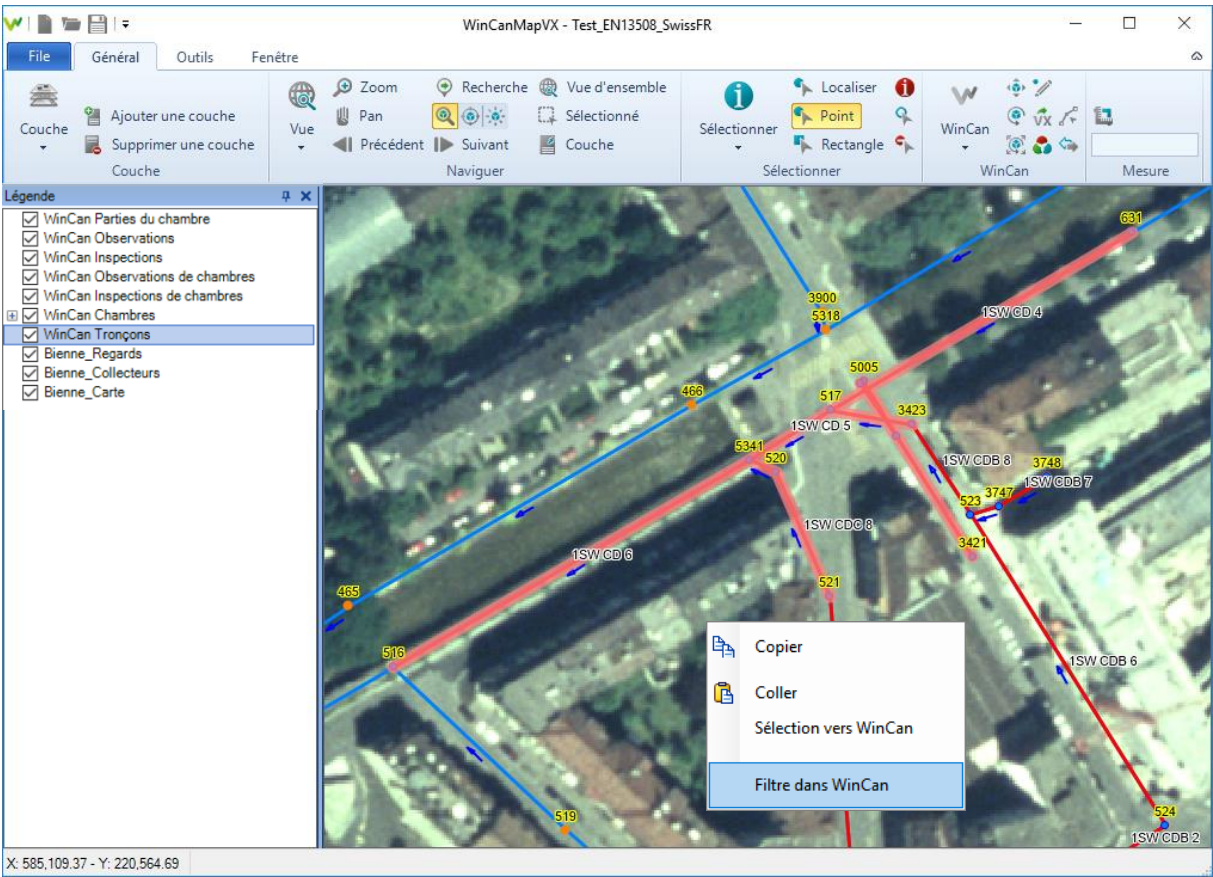 WinCanMapVX - Test_EN13508_SwissFR
File Général Outils Fenêtre
Couche
Ajouter une couche
Supprimer une couche
Couche
Vue
Zoom Recherche Vue d'ensemble
Pan Sélectionné
Précédent Suivant Couche
Naviguer
Sélectionner
Localiser
Point
Rectangle
Sélectionner
WinCan
VX
WinCan
Mesure
Légende
WinCan Parties du chambre
WinCan Observations
WinCan Inspections
WinCan Observations de chambres
WinCan Inspections de chambres
WinCan Chambres
WinCan Tronçons
Bienne_Regards
Bienne_Collecteurs
Bienne_Carte
631
3900
1SW CD 4
5318
5005
466
517
3423
1SW CD 5
5341
520
1SW CDB 8
3748
1SW CDB 7
3747
523
1SW CDC 8
3421
1SW CD 6
521
465
516
1SW CDB 6
519
524
1SW CDB 2
Copier
Coller
Sélection vers WinCan
Filtre dans WinCan
X: 585,109.37 - Y: 220,564.69